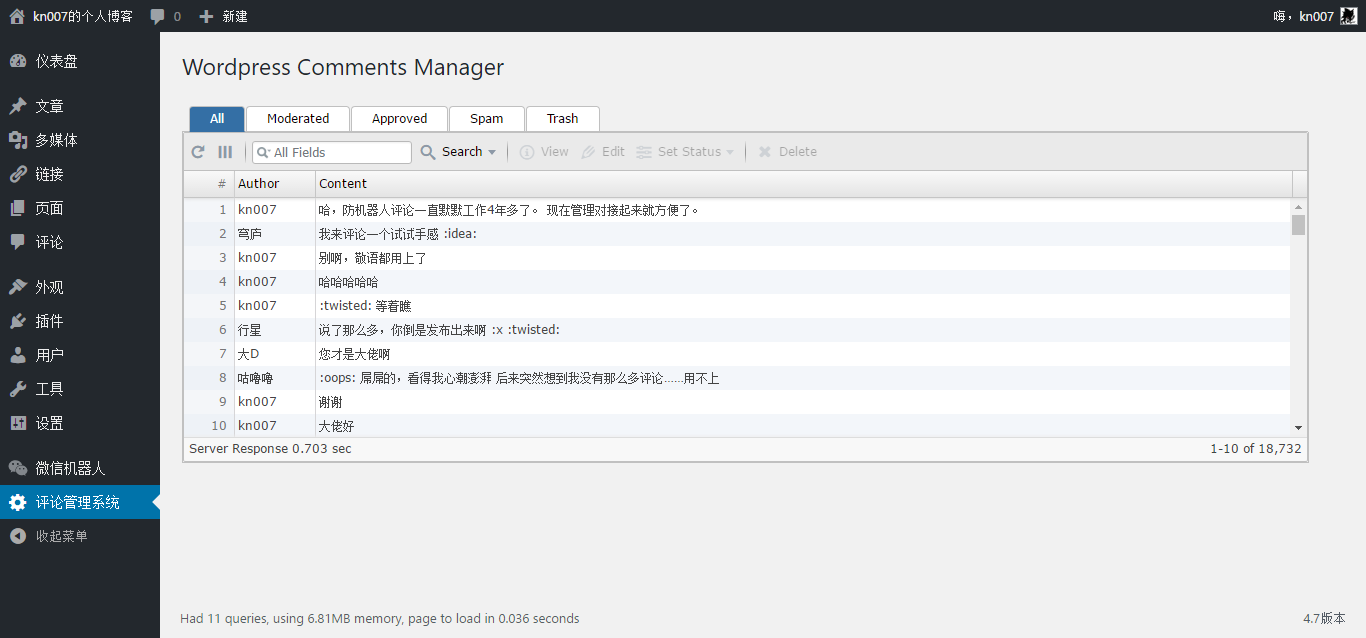 kn007的个人博客 0 新建 嗨，kn007
仪表盘
文章
多媒体
链接
页面
评论
外观
插件
用户
工具
设置
微信机器人
评论管理系统
收起菜单
Wordpress Comments Manager
All Moderated Approved Spam Trash
All Fields Search View Edit Set Status Delete
# Author Content
1 kn007 哈，防机器人评论一直默默工作4年多了。 现在管理对接起来就方便了。
2 穹庐 我来评论一个试试手感 :idea:
3 kn007 别啊，敬语都用上了
4 kn007 哈哈哈哈哈
5 kn007 :twisted: 等着瞧
6 行星 说了那么多，你倒是发布出来啊 :x :twisted:
7 大D 您才是大佬啊
8 咕噜噜 :oops: 屌屌的，看得我心潮澎湃 后来突然想到我没有那么多评论……用不上
9 kn007 谢谢
10 kn007 大佬好
Server Response 0.703 sec 1-10 of 18,732
Had 11 queries, using 6.81MB memory, page to load in 0.036 seconds 4.7版本